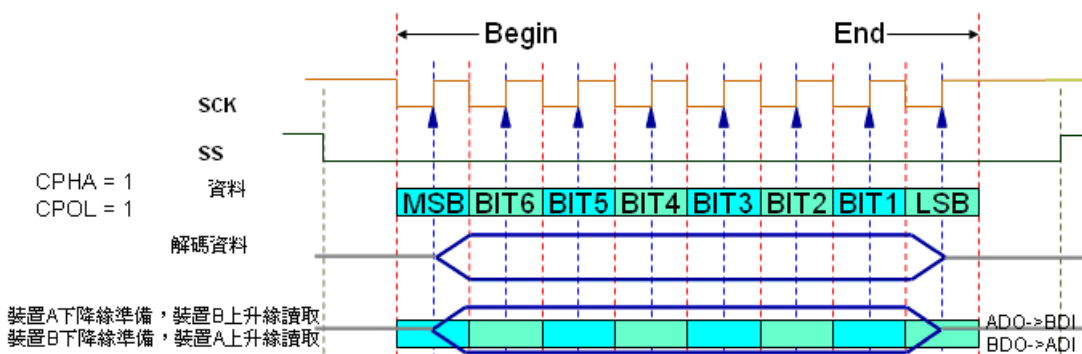 Begin
End
SCK
SS
CPHA = 1
CPOL = 1
資料
MSB BIT6 BIT5 BIT4 BIT3 BIT2 BIT1 LSB
解碼資料
裝置A下降緣準備，裝置B上升緣讀取
裝置B下降緣準備，裝置A上升緣讀取
ADO->BDI
BDO->ADI